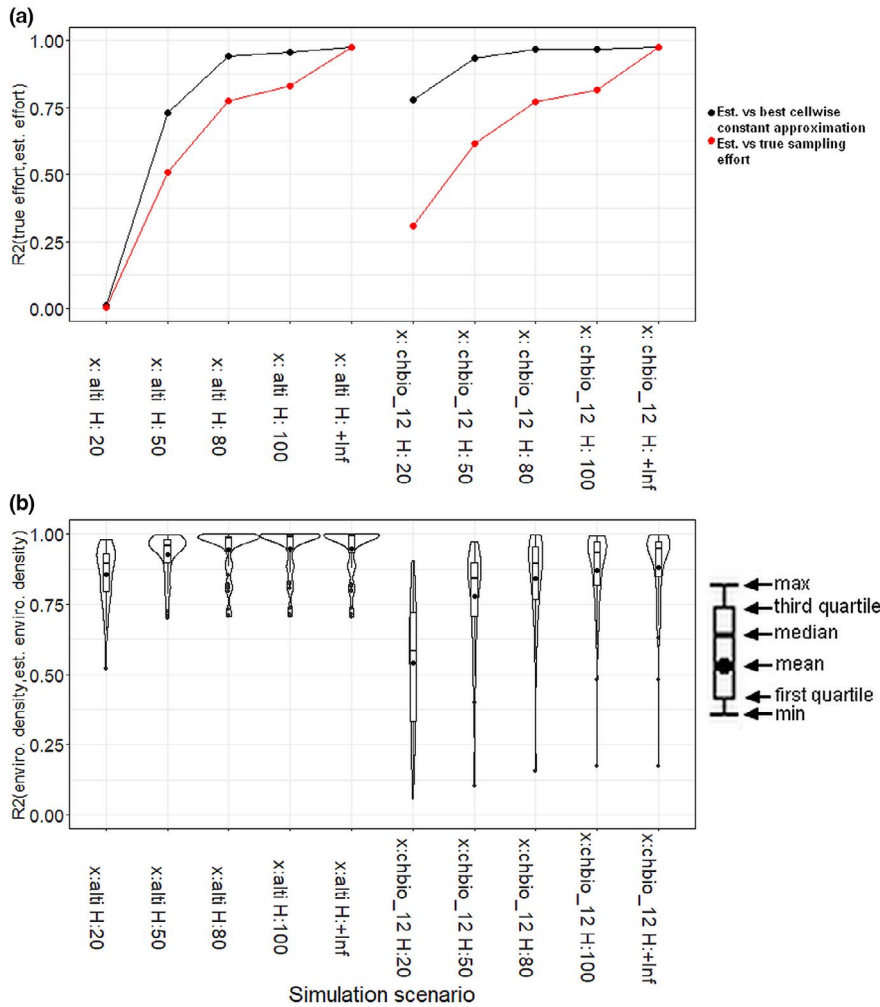 (a)
1.00
0.75
0.50
0.25
0.00
R2(true effort,est. effort)
x: alti H: 20
x: alti H: 50
x: alti H: 80
x: alti H: 100
x: alti H: +Inf
x: chbio_12 H: 20
x: chbio_12 H: 50
x: chbio_12 H: 80
x: chbio_12 H: 100
x: chbio_12 H: +Inf
Est. vs best cellwise
constant approximation
Est. vs true sampling
effort
(b)
1.00
0.75
0.50
0.25
0.00
R2(enviro. density,est. enviro. density)
x:alti H:20
x:alti H:50
x:alti H:80
x:alti H:100
x:alti H:+Inf
x:chbio_12 H:20
x:chbio_12 H:50
x:chbio_12 H:80
x:chbio_12 H:100
x:chbio_12 H:+Inf
Simulation scenario
max
third quartile
median
mean
first quartile
min